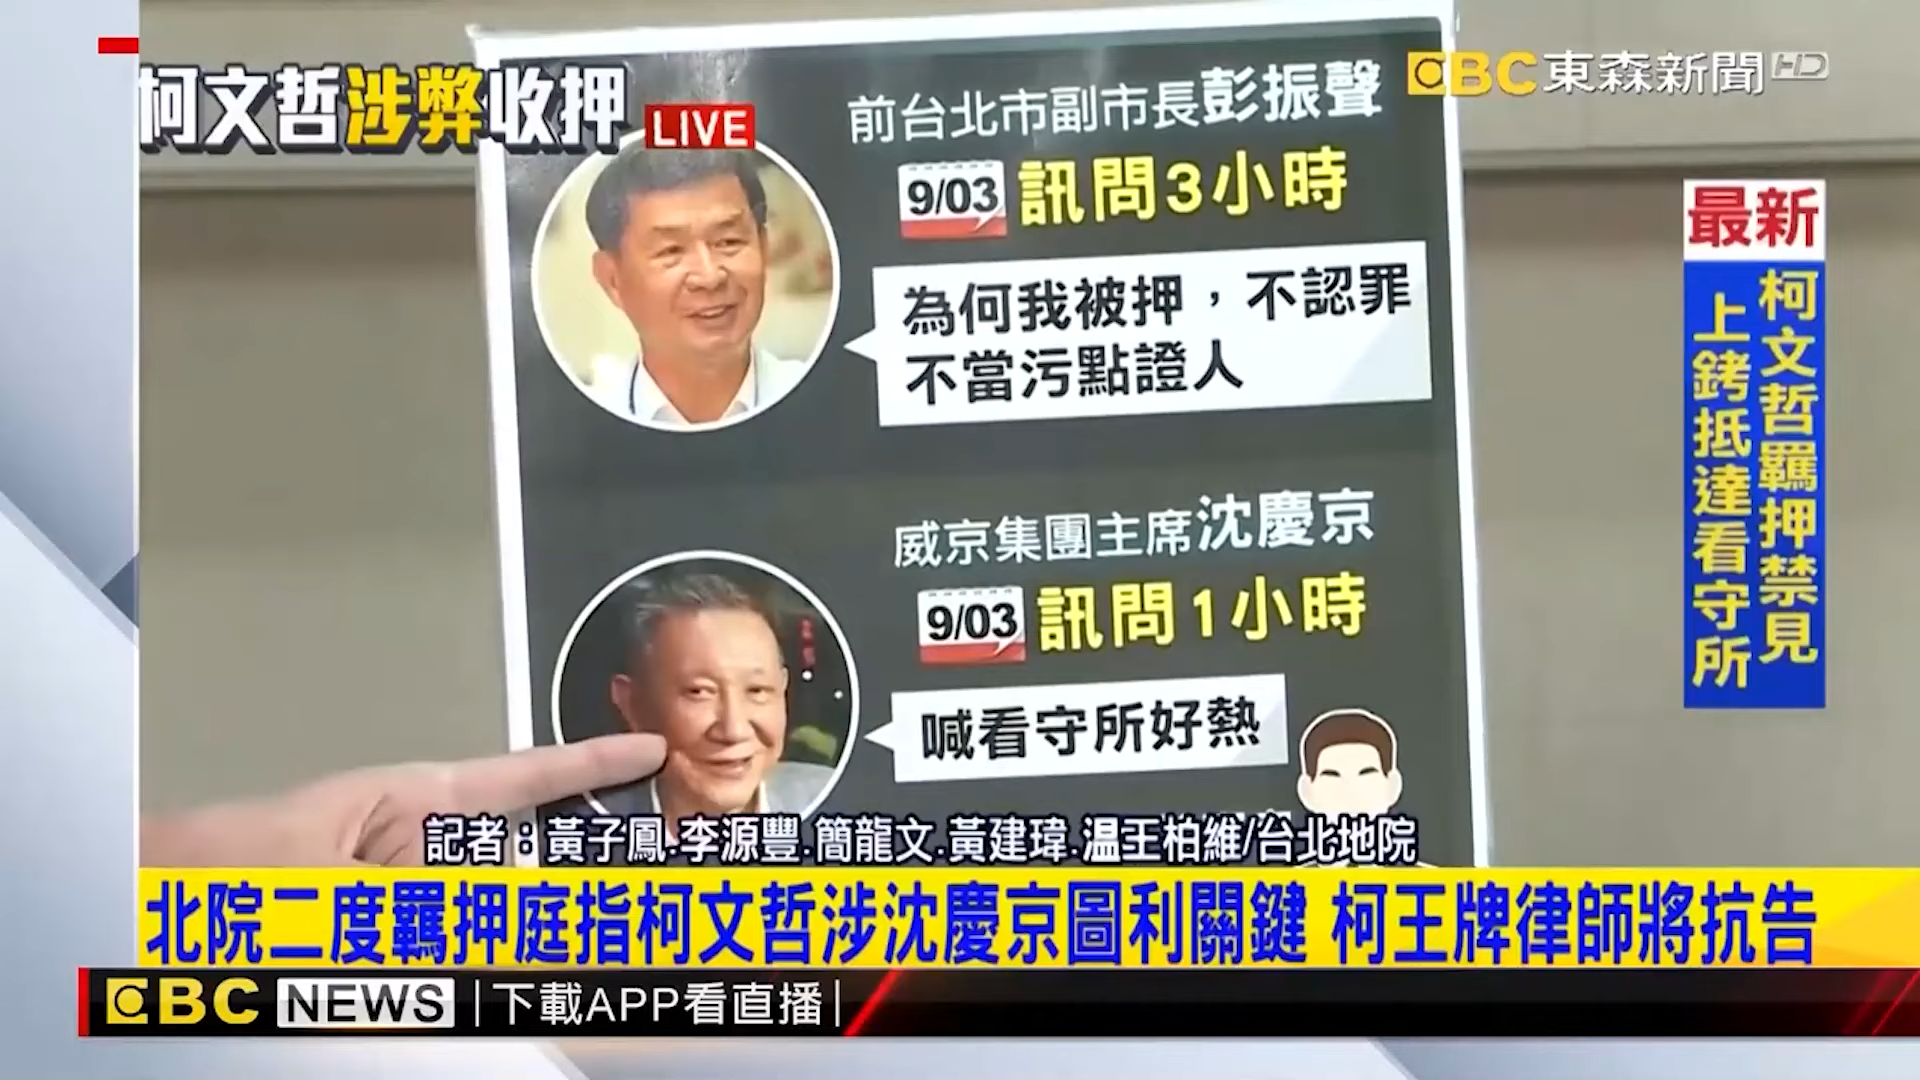 柯文哲涉弊收押
LIVE
EBC東森新聞HD
前台北市副市長彭振聲
9/03 訊問3小時
為何我被押，不認罪
不當污點證人
威京集團主席沈慶京
9/03 訊問1小時
喊看守所好熱
最新
柯文哲羈押禁見
上銬抵達看守所
記者：黃子鳳.李源豐.簡龍文.黃建瑋.溫王柏維/台北地院
北院二度羈押庭指柯文哲涉沈慶京圖利關鍵 柯王牌律師將抗告
EBC NEWS |下載APP看直播|